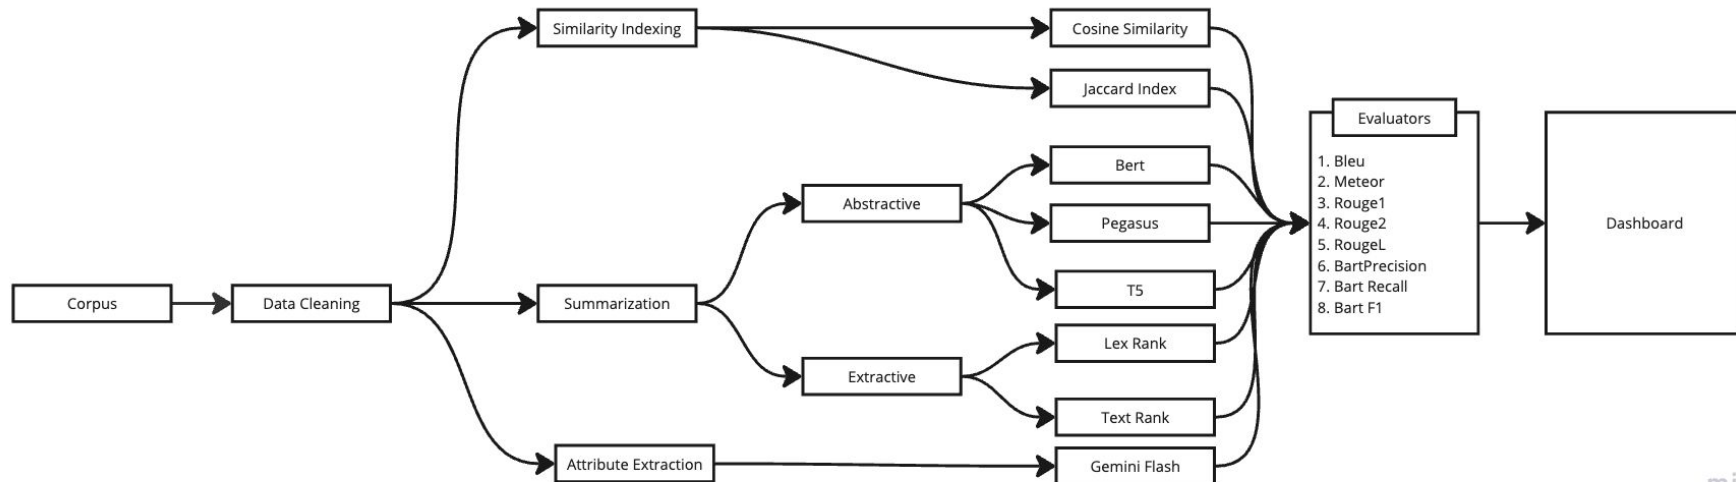 Similarity Indexing
Cosine Similarity
Jaccard Index
Evaluators
1. Bleu
2. Meteor
3. Rouge1
4. Rouge2
5. RougeL
6. BartPrecision
7. Bart Recall
8. Bart F1
Dashboard
Bert
Abstractive
Pegasus
T5
Corpus
Data Cleaning
Summarization
Lex Rank
Extractive
Text Rank
Attribute Extraction
Gemini Flash